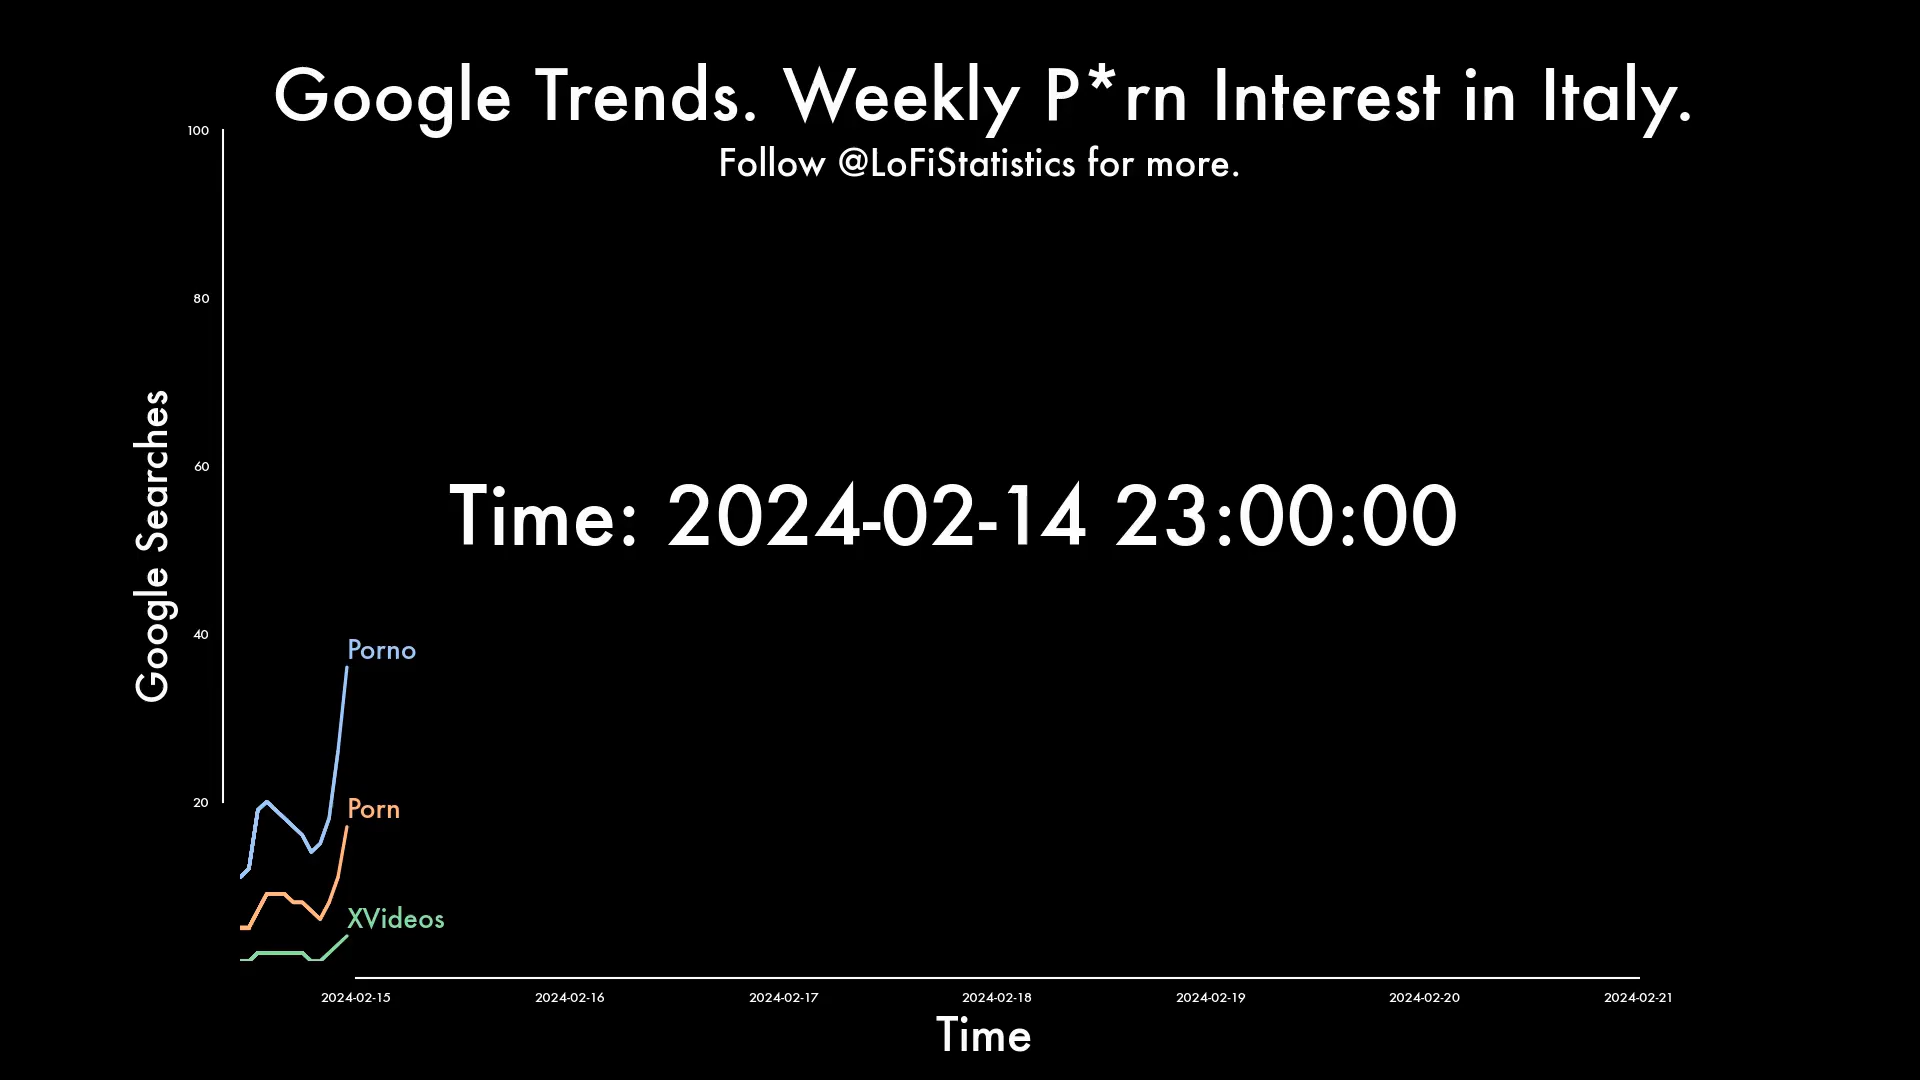 Google Trends. Weekly P*rn Interest in Italy.
Follow @LoFiStatistics for more.
100
80
60
40
20
Google Searches
Time: 2024-02-14 23:00:00
Porno
Porn
XVideos
2024-02-15 2024-02-16 2024-02-17 2024-02-18 2024-02-19 2024-02-20 2024-02-21
Time